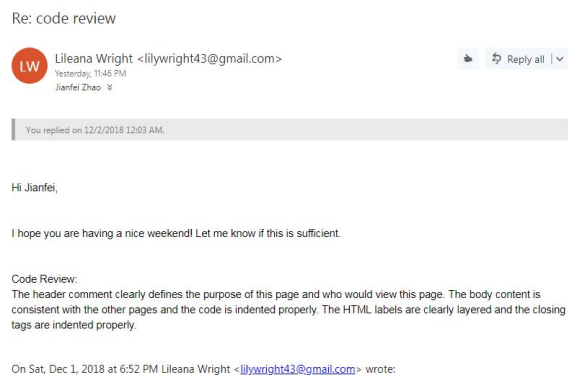 Re: code review
LW
Lileana Wright <lilywright43@gmail.com>
Reply all
Yesterday, 11:46 PM
Jianfei Zhao
You replied on 12/2/2018 12:03 AM.
Hi Jianfei,
I hope you are having a nice weekend! Let me know if this is sufficient.
Code Review:
The header comment clearly defines the purpose of this page and who would view this page. The body content is
consistent with the other pages and the code is indented properly. The HTML labels are clearly layered and the closing
tags are indented properly.
On Sat, Dec 1, 2018 at 6:52 PM Lileana Wright <lilywright43@gmail.com> wrote: